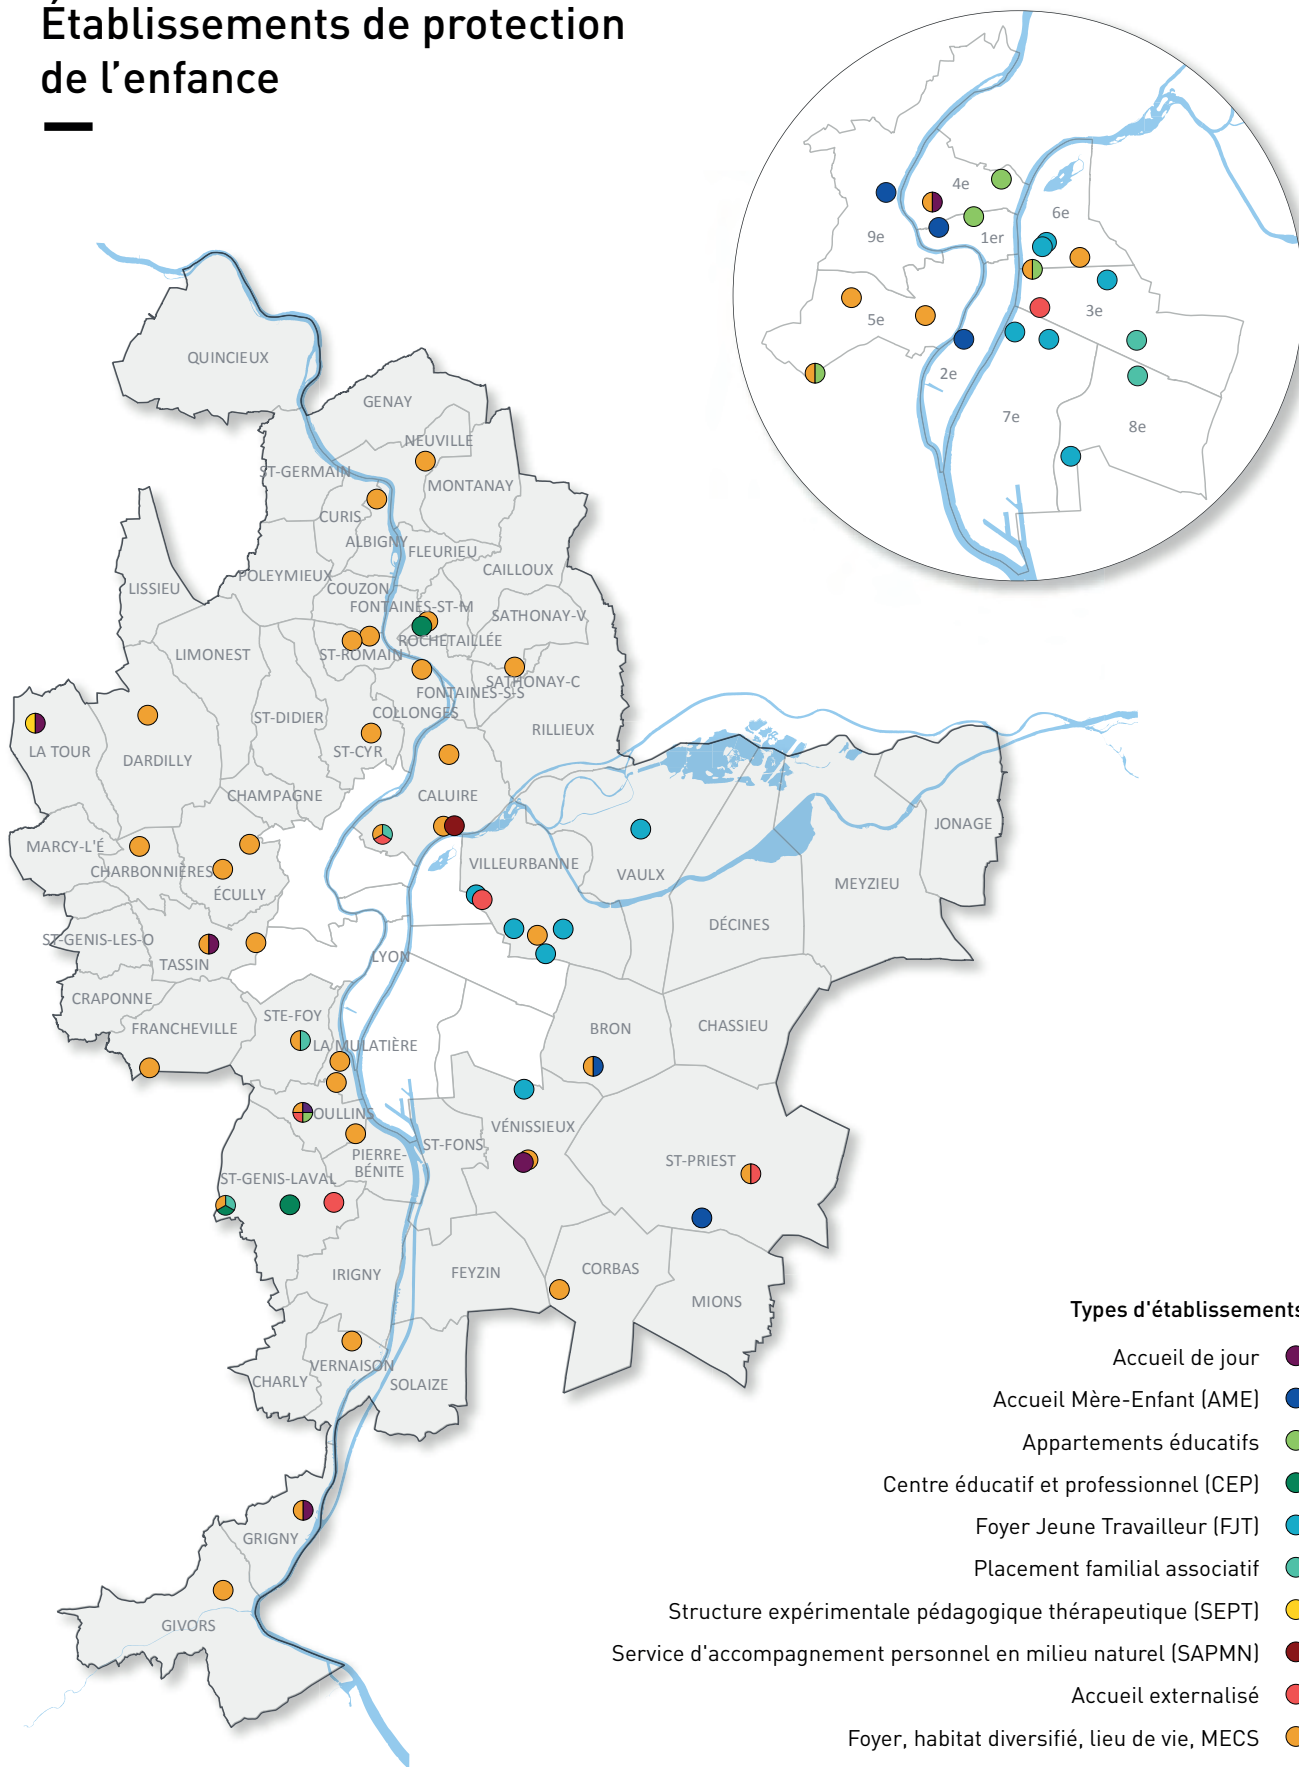 Établissements de protection
de l'enfance
4e
6e
9e
1er
5e
3e
2e
7e
8e
QUINCIEUX
GENAY
NEUVILLE
ST-GERMAIN
MONTANAY
CURIS
ALBIGNY
FLEURIEU
CAILLOUX
POLEYMIEUX
LISSIEU
COUZON
FONTAINES-ST-M
SATHONAY-V
ROCHETAILLÉE
LIMONEST
ST-ROMAIN
SATHONAY-C
FONTAINES-S-S
COLLONGES
ST-DIDIER
RILLIEUX
LA TOUR
ST-CYR
DARDILLY
CHAMPAGNE
CALUIRE
JONAGE
MARCY-L'É
VILLEURBANNE
CHARBONNIÈRES
VAULX
MEYZIEU
ÉCULLY
DÉCINES
ST-GENIS-LES-O
LYON
TASSIN
CRAPONNE
STE-FOY
FRANCHEVILLE
BRON
CHASSIEU
LA MULATIÈRE
OULLINS
VÉNISSIEUX
ST-FONS
PIERRE-
BÉNITE
ST-PRIEST
ST-GENIS-LAVAL
IRIGNY
FEYZIN
CORBAS
MIONS
VERNAISON
CHARLY
SOLAIZE
GRIGNY
GIVORS
Types d'établissements
Accueil de jour
Accueil Mère-Enfant (AME)
Appartements éducatifs
Centre éducatif et professionnel (CEP)
Foyer Jeune Travailleur (FJT)
Placement familial associatif
Structure expérimentale pédagogique thérapeutique (SEPT)
Service d'accompagnement personnel en milieu naturel (SAPMN)
Accueil externalisé
Foyer, habitat diversifié, lieu de vie, MECS